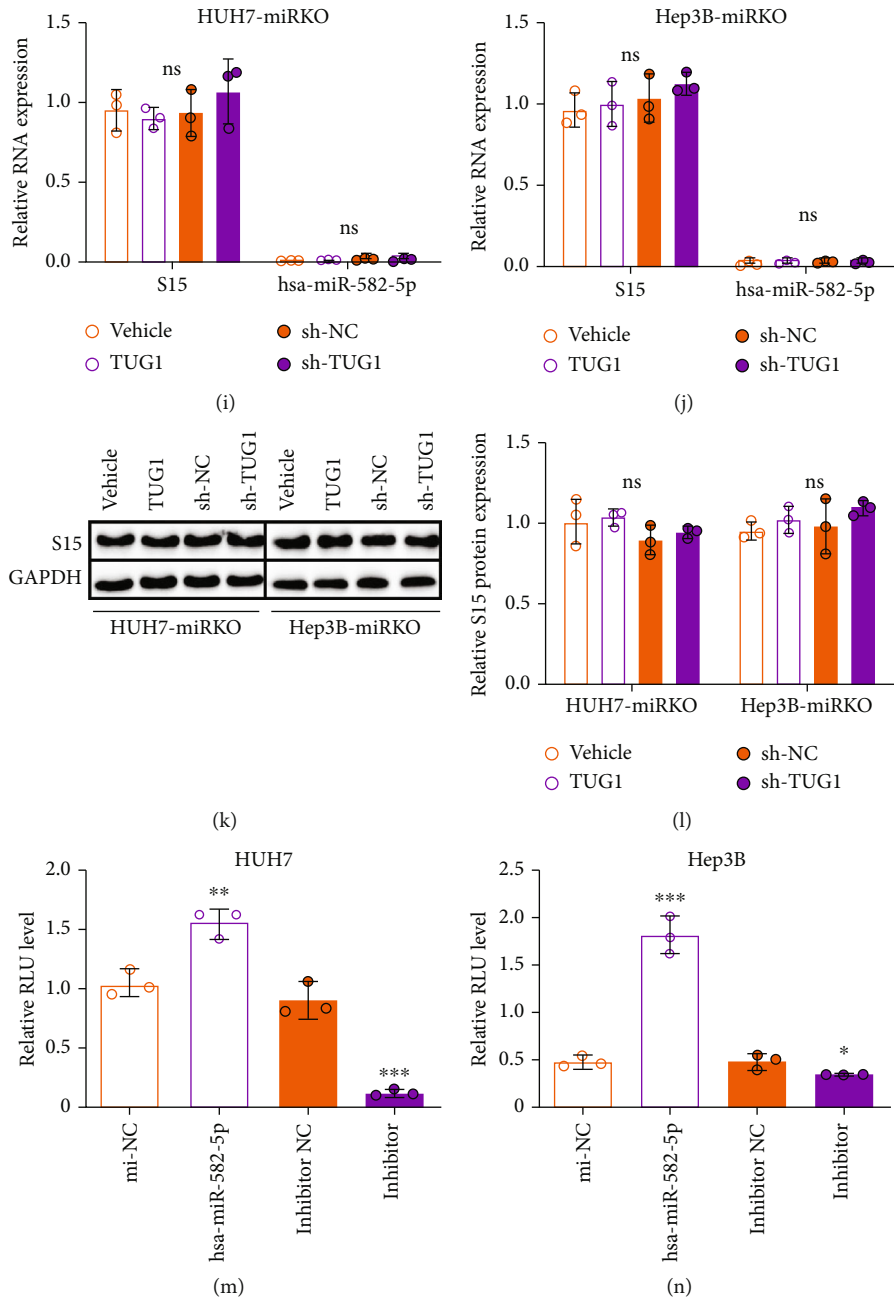 HUH7-miRKO
Relative RNA expression
1.5
1.0
0.5
0.0
ns
ns
S15
hsa-miR-582-5p
Vehicle
TUG1
sh-NC
sh-TUG1
(i)
Hep3B-miRKO
Relative RNA expression
1.5
1.0
0.5
0.0
ns
ns
S15
hsa-miR-582-5p
Vehicle
TUG1
sh-NC
sh-TUG1
(j)
Vehicle
TUG1
sh-NC
sh-TUG1
Vehicle
TUG1
sh-NC
sh-TUG1
S15
GAPDH
HUH7-miRKO
Hep3B-miRKO
(k)
Relative S15 protein expression
1.5
1.0
0.5
0.0
ns
ns
HUH7-miRKO
Hep3B-miRKO
Vehicle
TUG1
sh-NC
sh-TUG1
(l)
HUH7
Relative RLU level
2.0
1.5
1.0
0.5
0
**
***
mi-NC
hsa-miR-582-5p
Inhibitor NC
Inhibitor
(m)
Hep3B
Relative RLU level
2.5
2.0
1.5
1.0
0.5
0
***
*
mi-NC
hsa-miR-582-5p
Inhibitor NC
Inhibitor
(n)